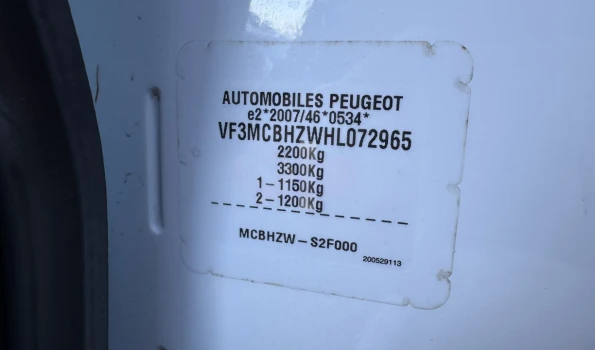 AUTOMOBILES PEUGEOT
e2*2007/46*0534*
VF3MCBHZWHL072965
2200Kg
3300Kg
1-1150Kg
2-1200Kg
MCBHZW-S2F000
200529113